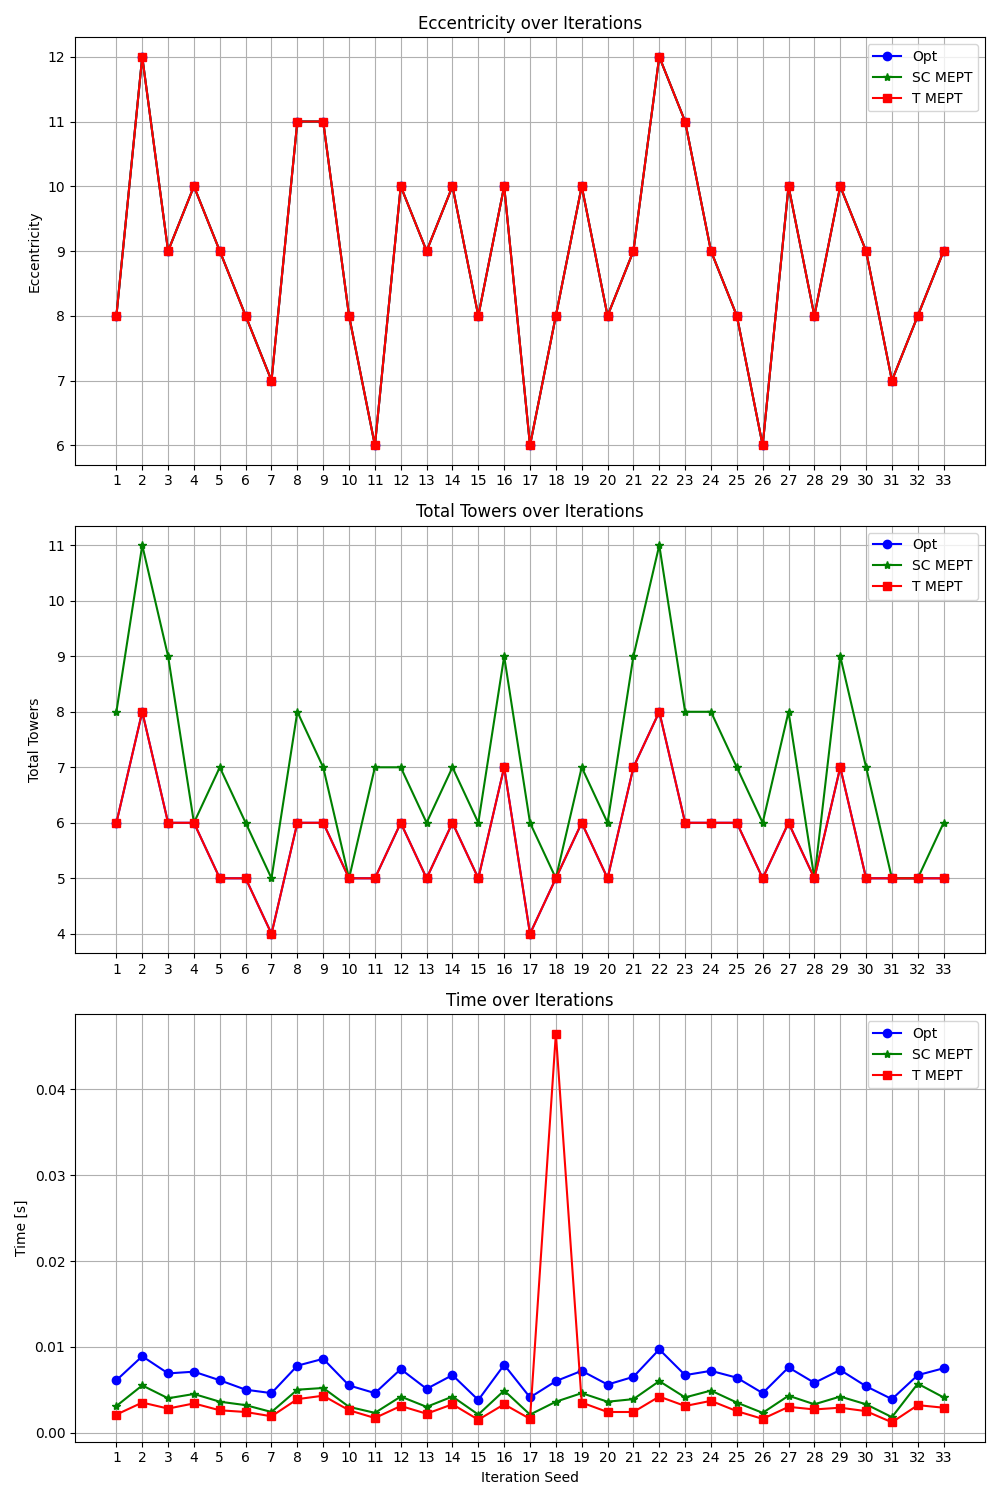 Eccentricity over Iterations
Opt
SC MEPT
T MEPT
Eccentricity
12
11
10
9
8
7
6
1 2 3 4 5 6 7 8 9 10 11 12 13 14 15 16 17 18 19 20 21 22 23 24 25 26 27 28 29 30 31 32 33
Total Towers over Iterations
Opt
SC MEPT
T MEPT
Total Towers
11
10
9
8
7
6
5
4
1 2 3 4 5 6 7 8 9 10 11 12 13 14 15 16 17 18 19 20 21 22 23 24 25 26 27 28 29 30 31 32 33
Time over Iterations
Opt
SC MEPT
T MEPT
Time [s]
0.04
0.03
0.02
0.01
0.00
1 2 3 4 5 6 7 8 9 10 11 12 13 14 15 16 17 18 19 20 21 22 23 24 25 26 27 28 29 30 31 32 33
Iteration Seed